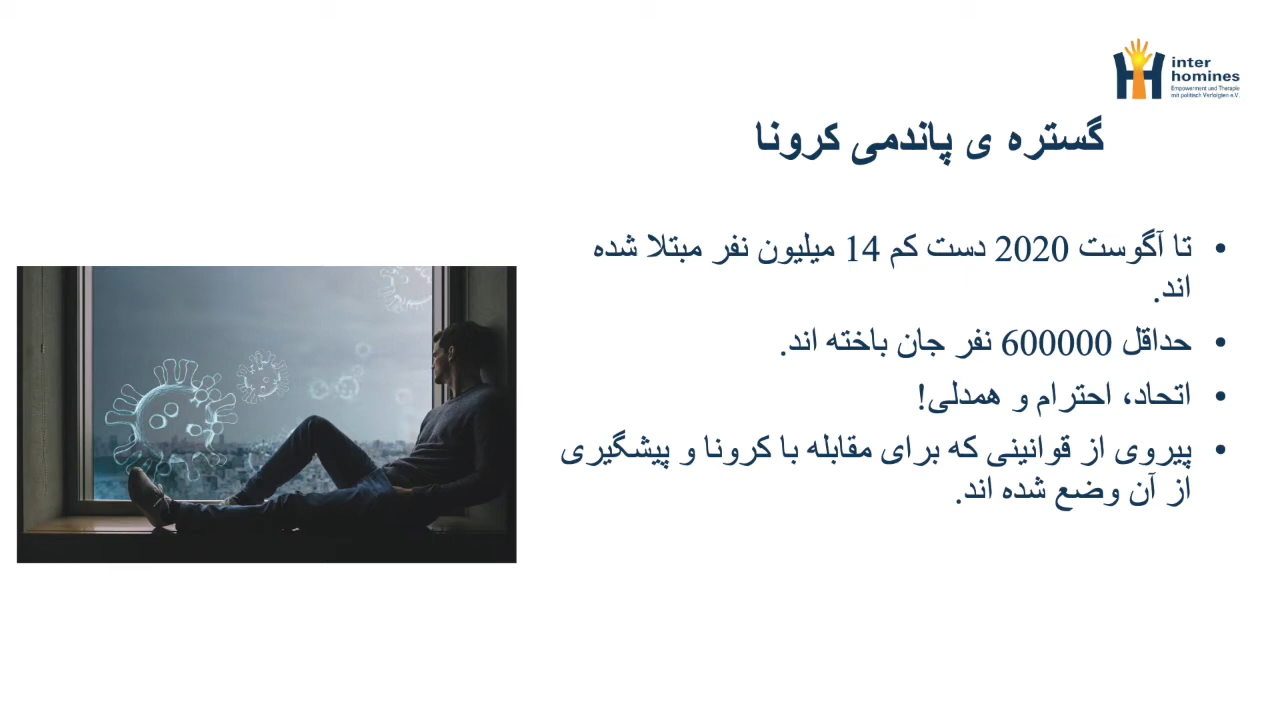 inter
homines
Empowerment und Therapie
mit politisch Verfolgten e.V.
گستره ی پاندمی کرونا
• تا آگوست 2020 دست کم 14 میلیون نفر مبتلا شده
اند.
• حداقل 600000 نفر جان باخته اند.
• اتحاد، احترام و همدلی!
• پیروی از قوانینی که برای مقابله با کرونا و پیشگیری
از آن وضع شده اند.